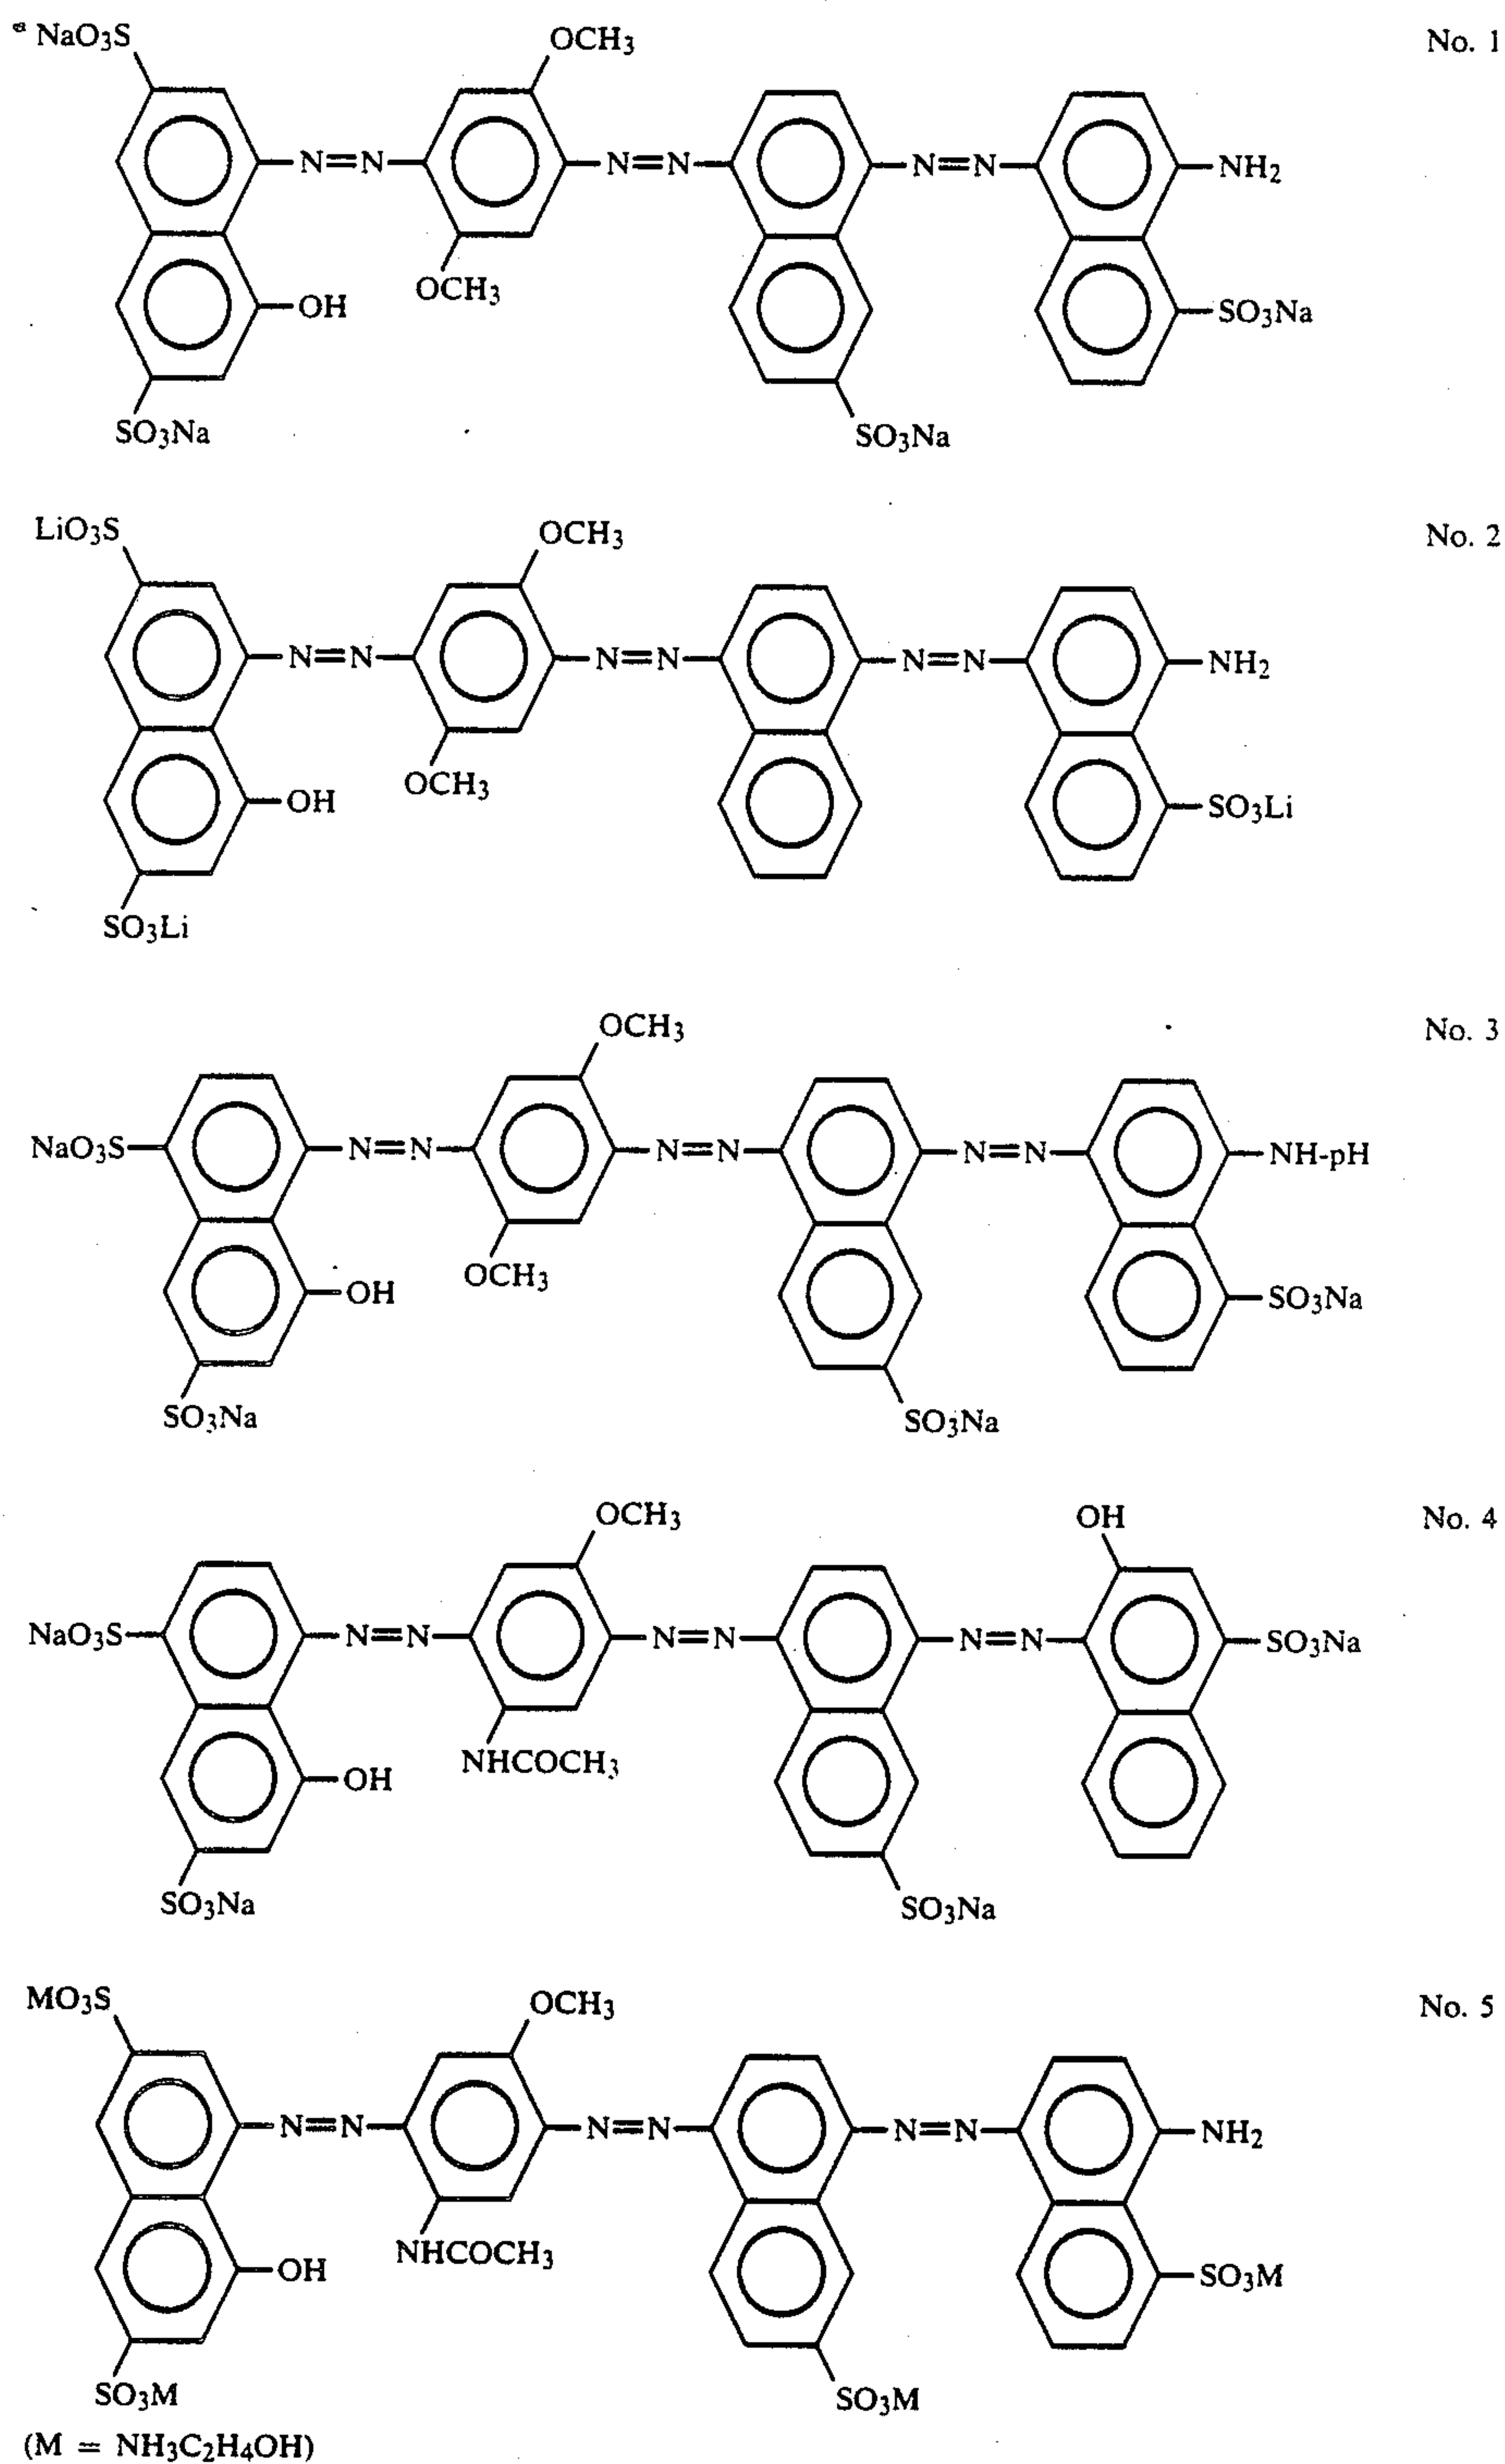 NaO3S OCH3 No. 1
N=N N=N N=N NH2
OCH3
OH SO3Na
SO3Na SO3Na
LiO3S OCH3 No. 2
N=N N=N N=N NH2
OCH3
OH SO3Li
SO3Li
OCH3 No. 3
NaO3S N=N N=N N=N NH-pH
OCH3
OH SO3Na
SO3Na SO3Na
OCH3 OH No. 4
NaO3S N=N N=N N=N SO3Na
NHCOCH3
OH
SO3Na SO3Na
MO3S OCH3 No. 5
N=N N=N N=N NH2
NHCOCH3
OH SO3M
SO3M SO3M
(M = NH3C2H4OH)